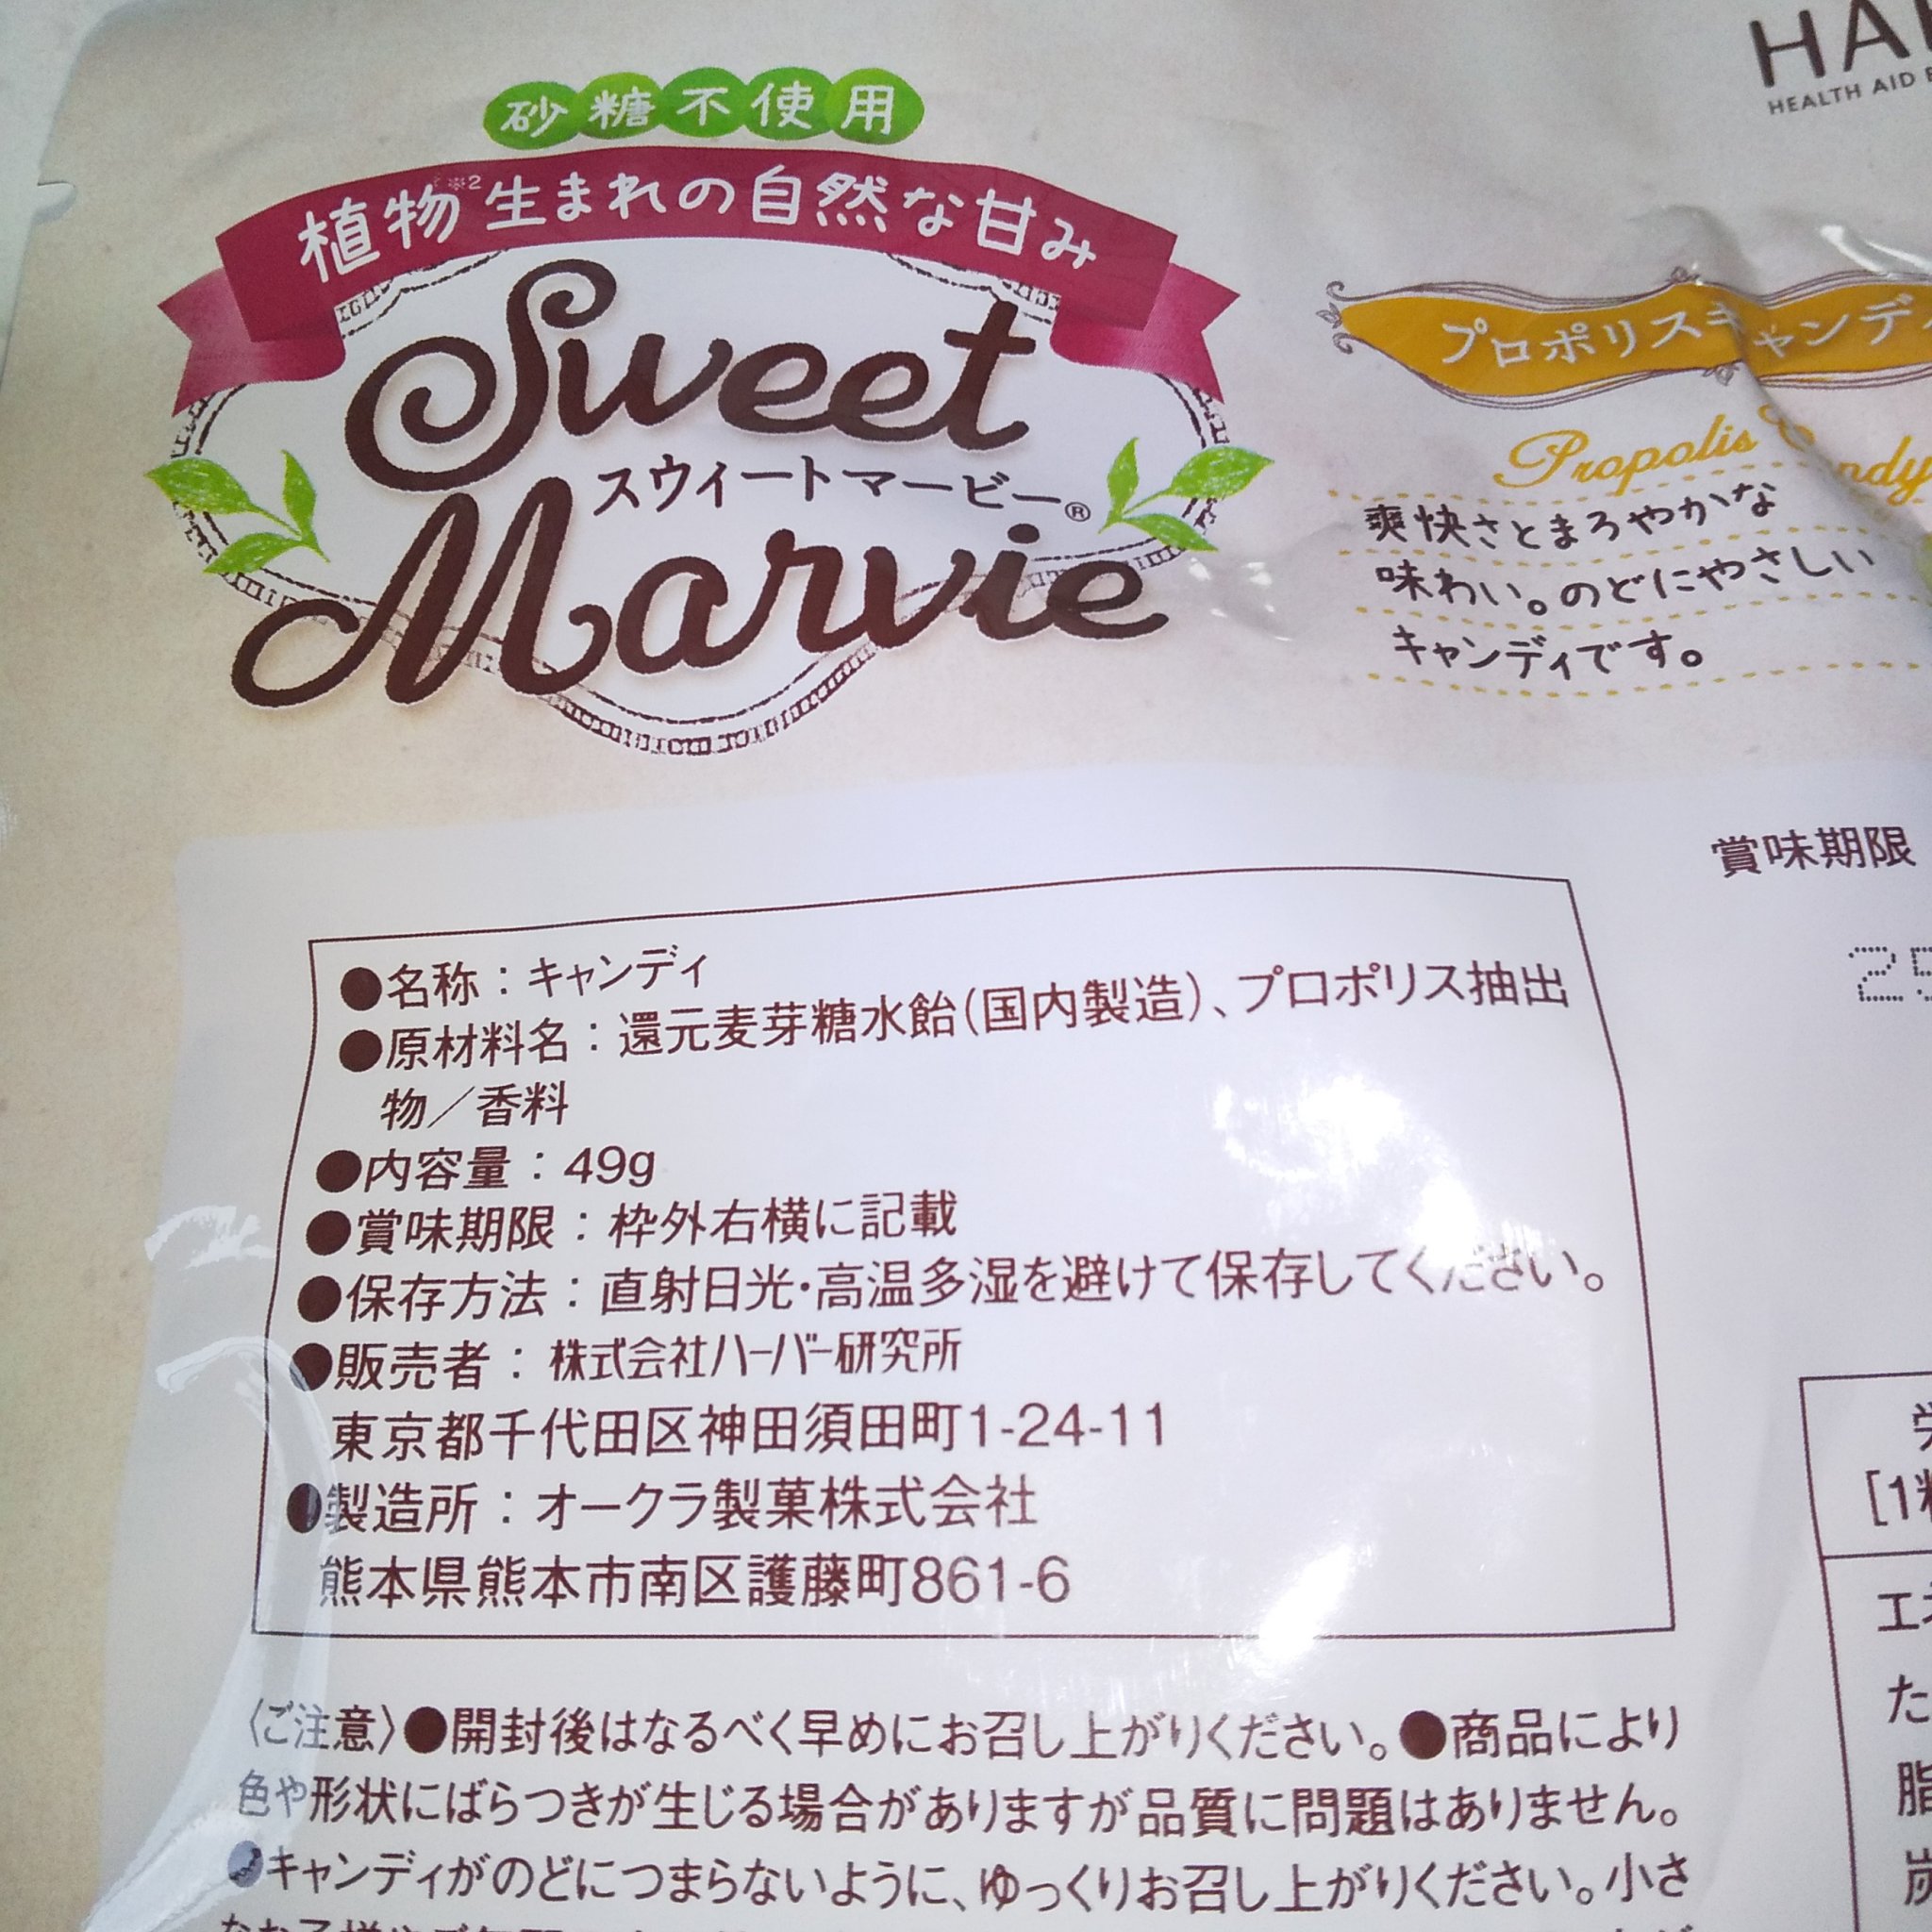 砂糖不使用
植物※2生まれの自然な甘み
Sweet
スウィートマービー®
Marvie
HEALTH AID
プロポリスキャンデ
Propolis
爽快さとまろやかな
味わい。のどにやさしい
キャンディです。
賞味期限
●名称：キャンディ
●原材料名：還元麦芽糖水飴(国内製造)、プロポリス抽出
物／香料
●内容量：49g
●賞味期限：枠外右横に記載
●保存方法：直射日光・高温多湿を避けて保存してください。
●販売者：株式会社ハーバー研究所
東京都千代田区神田須田町1-24-11
●製造所：オークラ製菓株式会社
熊本県熊本市南区護藤町861-6
〈ご注意〉●開封後はなるべく早めにお召し上がりください。●商品により
色や形状にばらつきが生じる場合がありますが品質に問題はありません。
●キャンディがのどにつまらないように、ゆっくりお召し上がりください。小さ